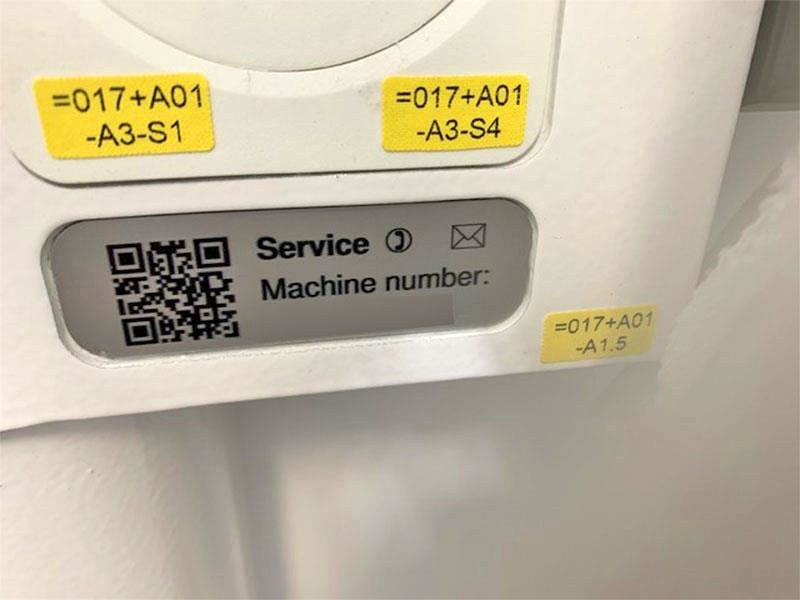 =017+A01
-A3-S1
=017+A01
-A3-S4
Service
Machine number:
=017+A01
-A1.5